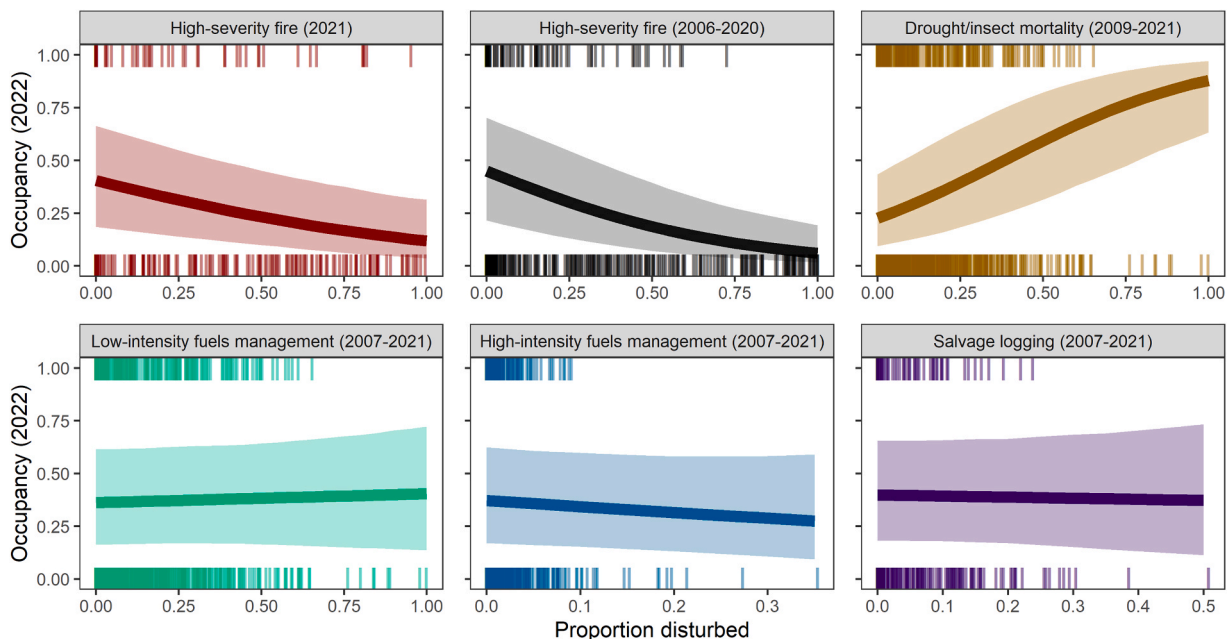 High-severity fire (2021)
High-severity fire (2006-2020)
Drought/insect mortality (2009-2021)
Occupancy (2022)
1.00
0.75
0.50
0.25
0.00
0.00 0.25 0.50 0.75 1.00
0.00 0.25 0.50 0.75 1.00
0.00 0.25 0.50 0.75 1.00
Low-intensity fuels management (2007-2021)
High-intensity fuels management (2007-2021)
Salvage logging (2007-2021)
Occupancy (2022)
1.00
0.75
0.50
0.25
0.00
0.00 0.25 0.50 0.75 1.00
0.0 0.1 0.2 0.3
0.0 0.1 0.2 0.3 0.4 0.5
Proportion disturbed